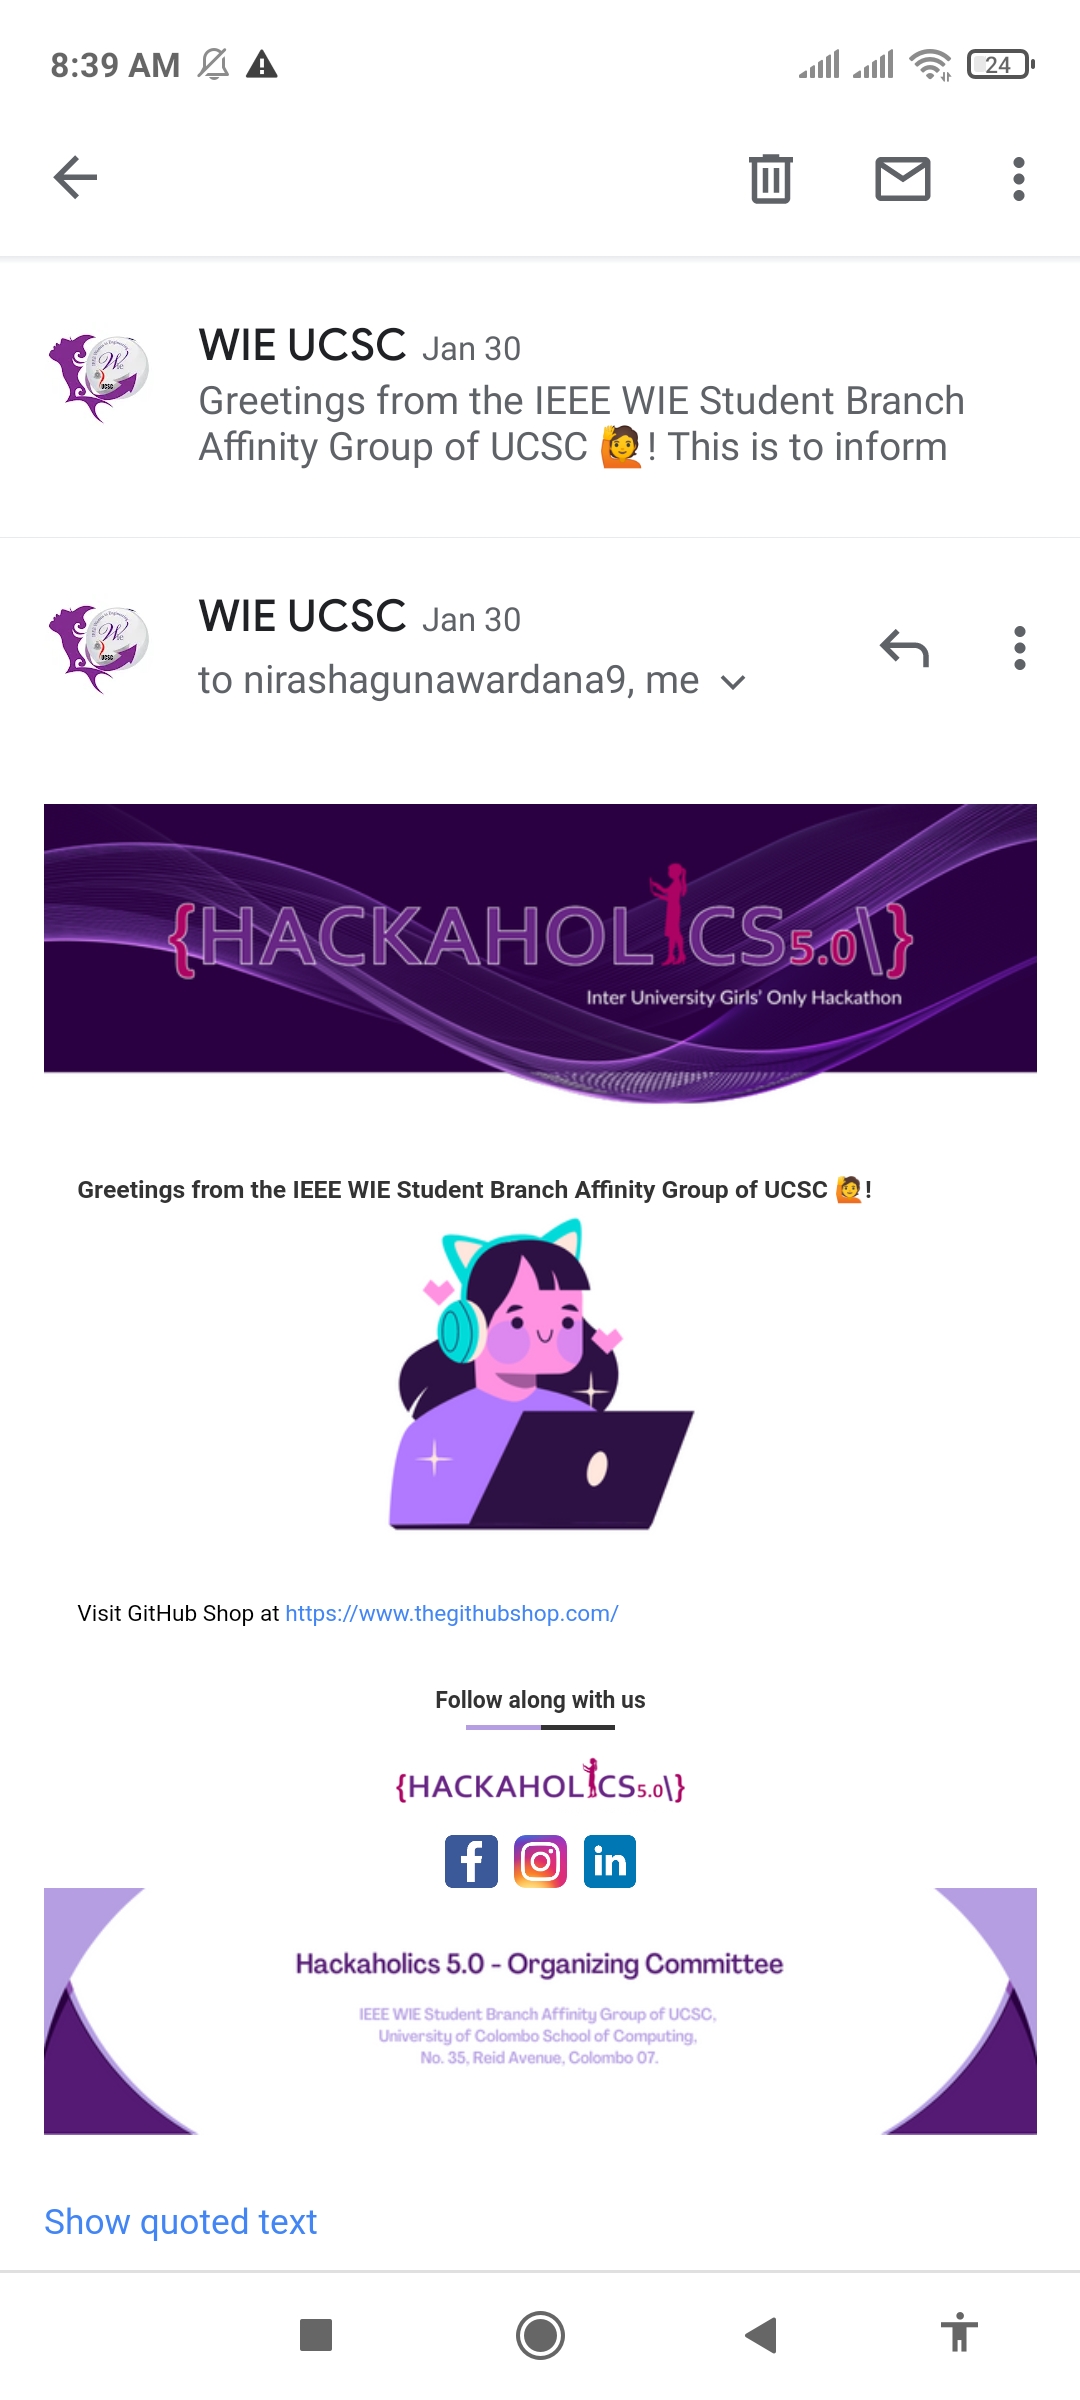 8:39 AM
24
WIE UCSC Jan 30
Greetings from the IEEE WIE Student Branch
Affinity Group of UCSC 🙋! This is to inform
WIE UCSC Jan 30
to nirashagunawardana9, me
{HACKAHOLICS 5.0\}
Inter University Girls' Only Hackathon
Greetings from the IEEE WIE Student Branch Affinity Group of UCSC 🙋!
Visit GitHub Shop at https://www.thegithubshop.com/
Follow along with us
{HACKAHOLICS 5.0\}
Hackaholics 5.0 - Organizing Committee
IEEE WIE Student Branch Affinity Group of UCSC,
University of Colombo School of Computing,
No. 35, Reid Avenue, Colombo 07.
Show quoted text